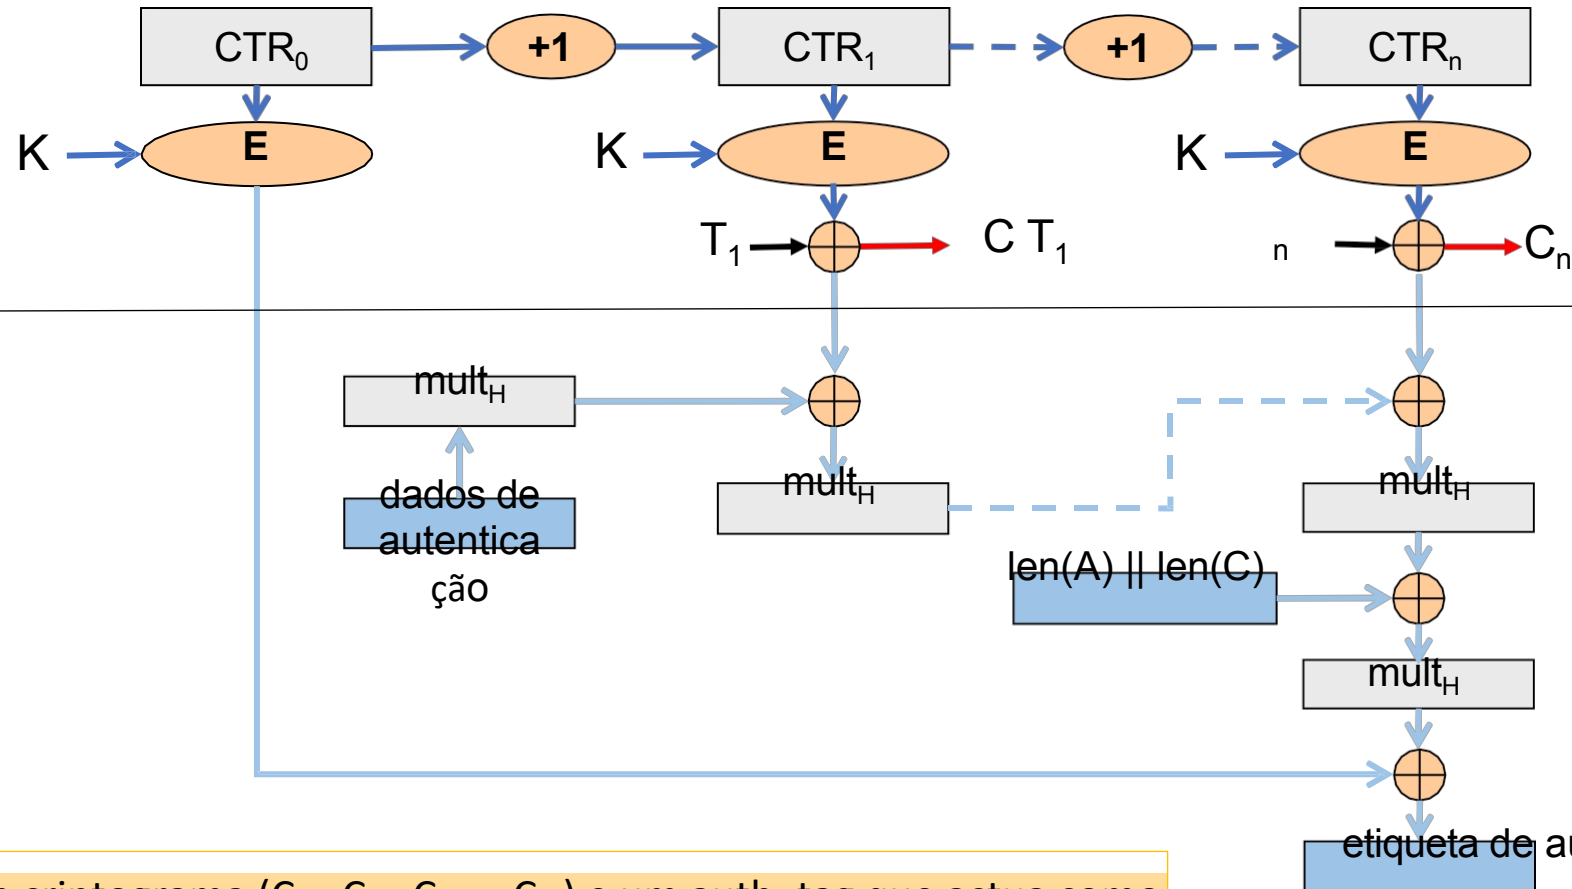 CTR0 +1 CTR1 +1 CTRn
K E K E K E
T1 C T1 n Cn
multH
dados de
autentica
ção
multH
multH
len(A) || len(C)
multH
etiqueta de